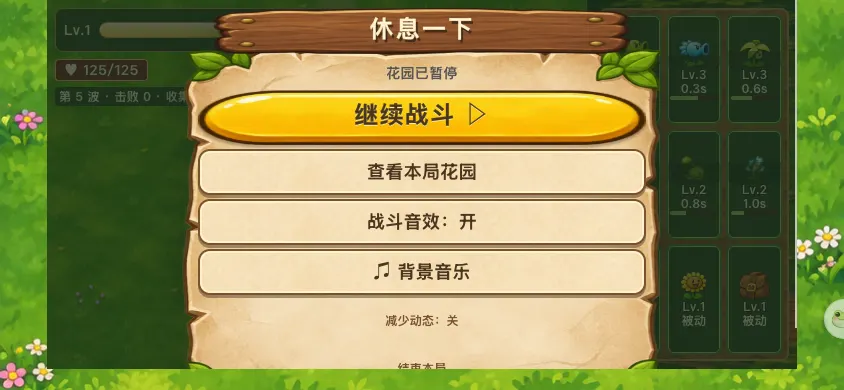 休息一下
Lv.1
花园已暂停
125/125
第 5 波 · 击败 0 · 收
继续战斗 ▷
查看本局花园
战斗音效：开
♫ 背景音乐
减少动态：关
结束本局
Lv.3
0.3s
Lv.3
0.6s
Lv.2
0.8s
Lv.2
1.0s
Lv.1
被动
Lv.1
被动